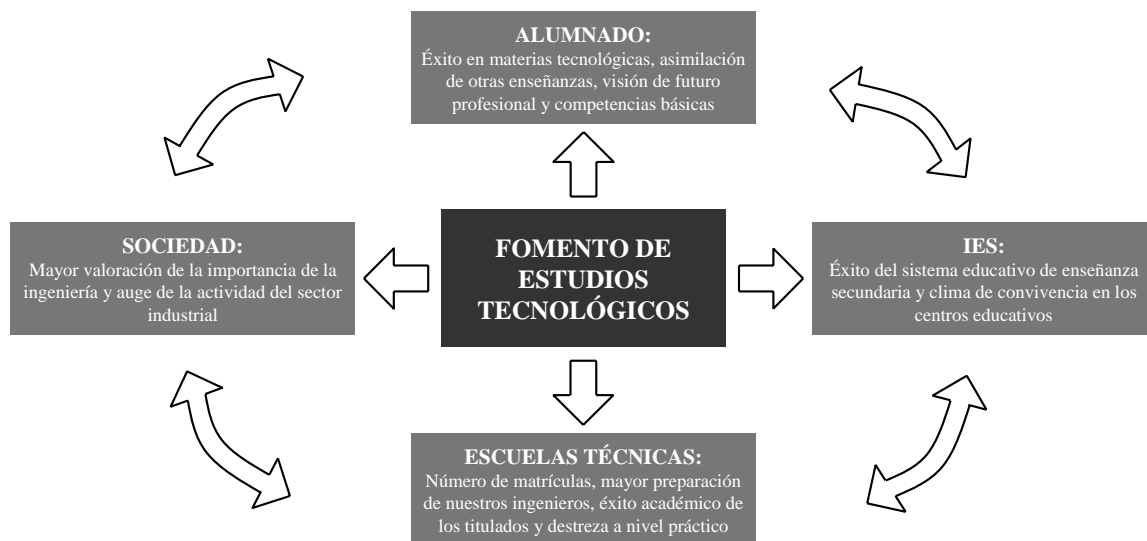 ALUMNADO:
Éxito en materias tecnológicas, asimilación
de otras enseñanzas, visión de futuro
profesional y competencias básicas
SOCIEDAD:
Mayor valoración de la importancia de la
ingeniería y auge de la actividad del sector
industrial
FOMENTO DE
ESTUDIOS
TECNOLÓGICOS
IES:
Éxito del sistema educativo de enseñanza
secundaria y clima de convivencia en los
centros educativos
ESCUELAS TÉCNICAS:
Número de matrículas, mayor preparación
de nuestros ingenieros, éxito académico de
los titulados y destreza a nivel práctico